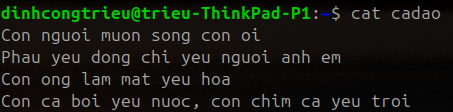 dinhcongtrieu@trieu-ThinkPad-P1:~$ cat cadao
Con nguoi muon song con oi
Phau yeu dong chi yeu nguoi anh em
Con ong lam mat yeu hoa
Con ca boi yeu nuoc, con chim ca yeu troi